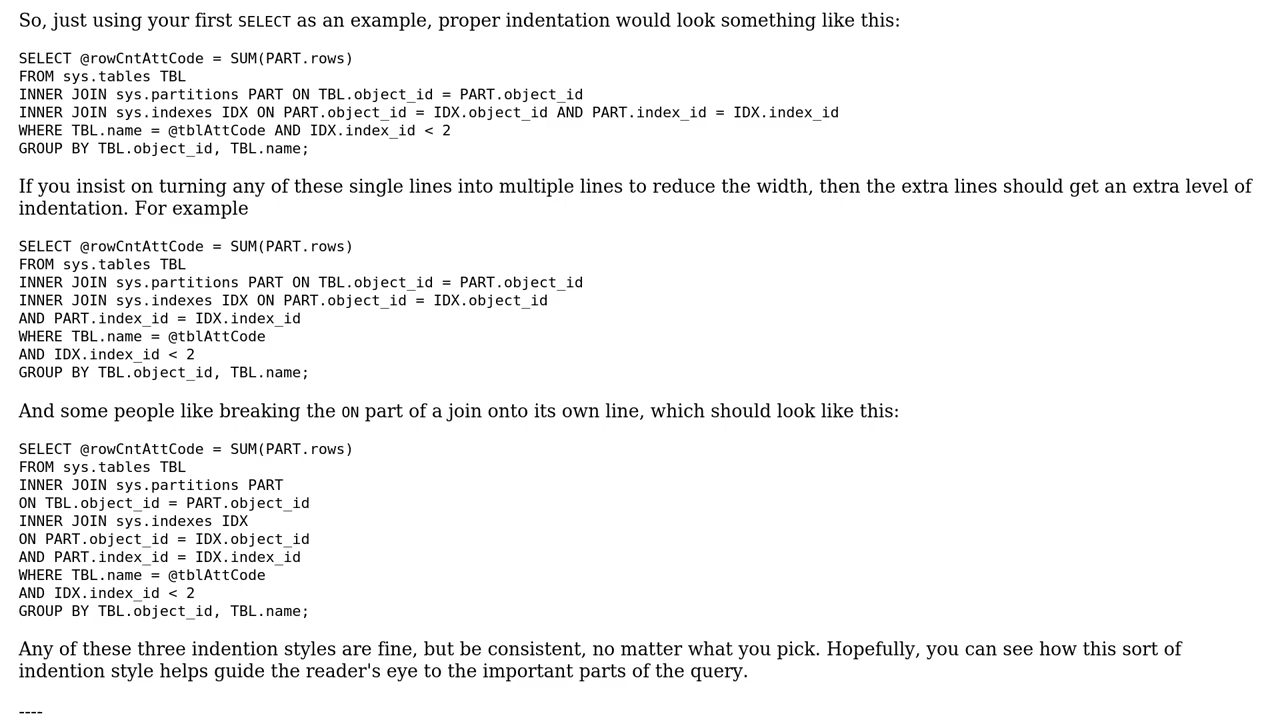 So, just using your first SELECT as an example, proper indentation would look something like this:
SELECT @rowCntAttCode = SUM(PART.rows)
FROM sys.tables TBL
INNER JOIN sys.partitions PART ON TBL.object_id = PART.object_id
INNER JOIN sys.indexes IDX ON PART.object_id = IDX.object_id AND PART.index_id = IDX.index_id
WHERE TBL.name = @tblAttCode AND IDX.index_id < 2
GROUP BY TBL.object_id, TBL.name;
If you insist on turning any of these single lines into multiple lines to reduce the width, then the extra lines should get an extra level of
indentation. For example
SELECT @rowCntAttCode = SUM(PART.rows)
FROM sys.tables TBL
INNER JOIN sys.partitions PART ON TBL.object_id = PART.object_id
INNER JOIN sys.indexes IDX ON PART.object_id = IDX.object_id
AND PART.index_id = IDX.index_id
WHERE TBL.name = @tblAttCode
AND IDX.index_id < 2
GROUP BY TBL.object_id, TBL.name;
And some people like breaking the ON part of a join onto its own line, which should look like this:
SELECT @rowCntAttCode = SUM(PART.rows)
FROM sys.tables TBL
INNER JOIN sys.partitions PART
ON TBL.object_id = PART.object_id
INNER JOIN sys.indexes IDX
ON PART.object_id = IDX.object_id
AND PART.index_id = IDX.index_id
WHERE TBL.name = @tblAttCode
AND IDX.index_id < 2
GROUP BY TBL.object_id, TBL.name;
Any of these three indention styles are fine, but be consistent, no matter what you pick. Hopefully, you can see how this sort of
indention style helps guide the reader's eye to the important parts of the query.
----